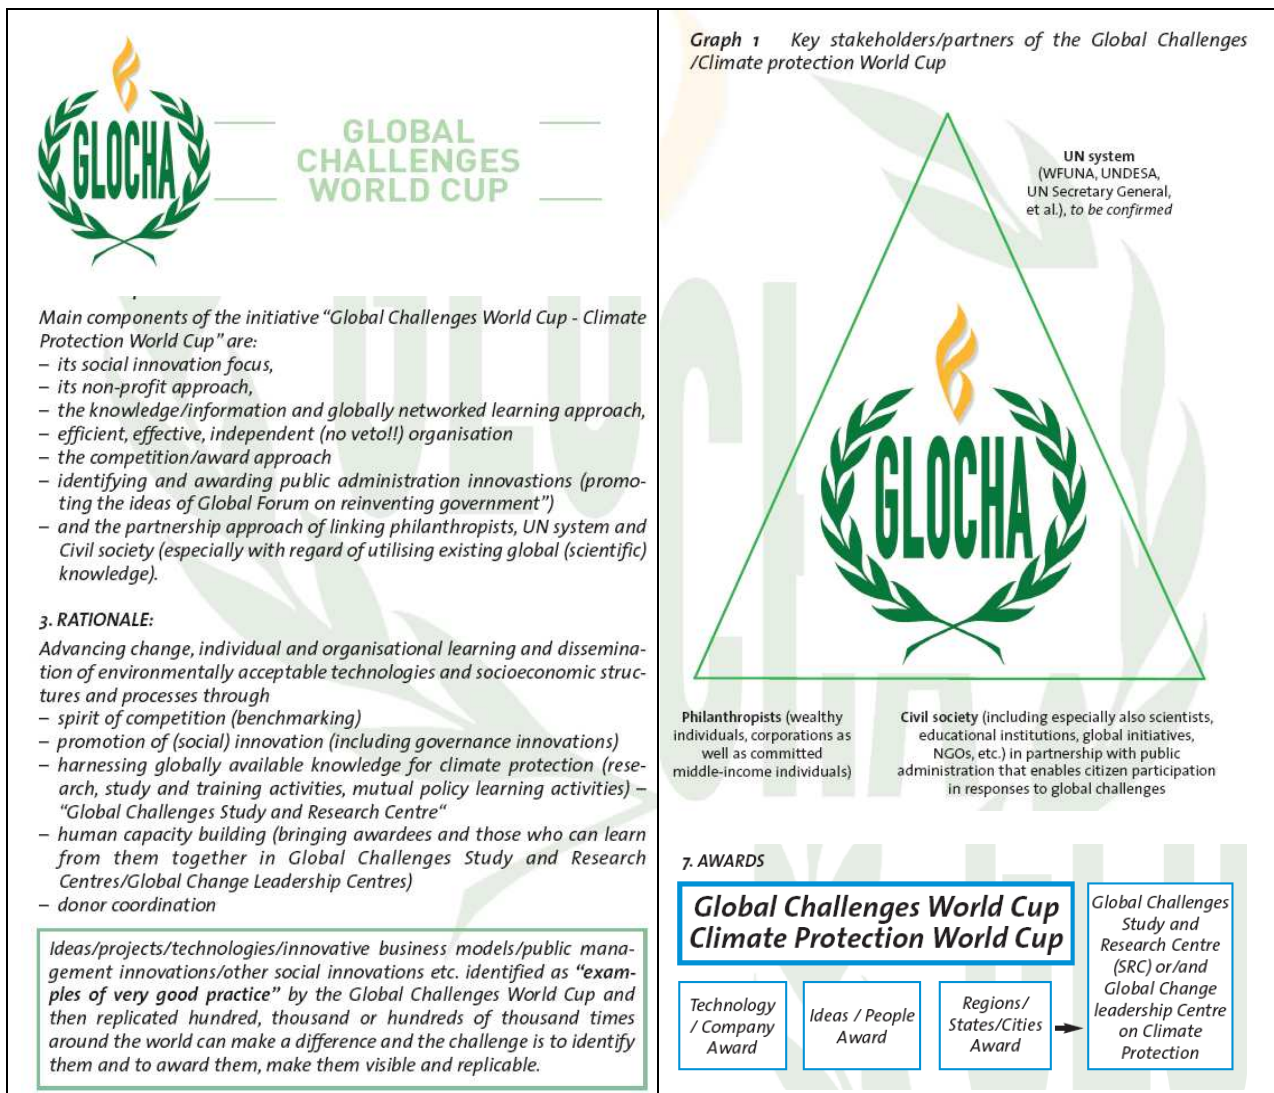 GLOCHA
GLOBAL
CHALLENGES
WORLD CUP
Main components of the initiative “Global Challenges World Cup - Climate
Protection World Cup” are:
– its social innovation focus,
– its non-profit approach,
– the knowledge/information and globally networked learning approach,
– efficient, effective, independent (no veto!!) organisation
– the competition/award approach
– identifying and awarding public administration innovastions (promo-
ting the ideas of Global Forum on reinventing government”)
– and the partnership approach of linking philanthropists, UN system and
Civil society (especially with regard of utilising existing global (scientific)
knowledge).
3. RATIONALE:
Advancing change, individual and organisational learning and dissemina-
tion of environmentally acceptable technologies and socioeconomic struc-
tures and processes through
– spirit of competition (benchmarking)
– promotion of (social) innovation (including governance innovations)
– harnessing globally available knowledge for climate protection (rese-
arch, study and training activities, mutual policy learning activities) –
“Global Challenges Study and Research Centre“
– human capacity building (bringing awardees and those who can learn
from them together in Global Challenges Study and Research
Centres/Global Change Leadership Centres)
– donor coordination
Ideas/projects/technologies/innovative business models/public mana-
gement innovations/other social innovations etc. identified as “exam-
ples of very good practice” by the Global Challenges World Cup and
then replicated hundred, thousand or hundreds of thousand times
around the world can make a difference and the challenge is to identify
them and to award them, make them visible and replicable.
Graph 1 Key stakeholders/partners of the Global Challenges
/Climate protection World Cup
UN system
(WFUNA, UNDESA,
UN Secretary General,
et al.), to be confirmed
GLOCHA
Philanthropists (wealthy
individuals, corporations as
well as committed
middle-income individuals)
Civil society (including especially also scientists,
educational institutions, global initiatives,
NGOs, etc.) in partnership with public
administration that enables citizen participation
in responses to global challenges
7. AWARDS
Global Challenges World Cup
Climate Protection World Cup
Technology
/ Company
Award
Ideas / People
Award
Regions/
States/Cities
Award
Global Challenges
Study and
Research Centre
(SRC) or/and
Global Change
leadership Centre
on Climate
Protection